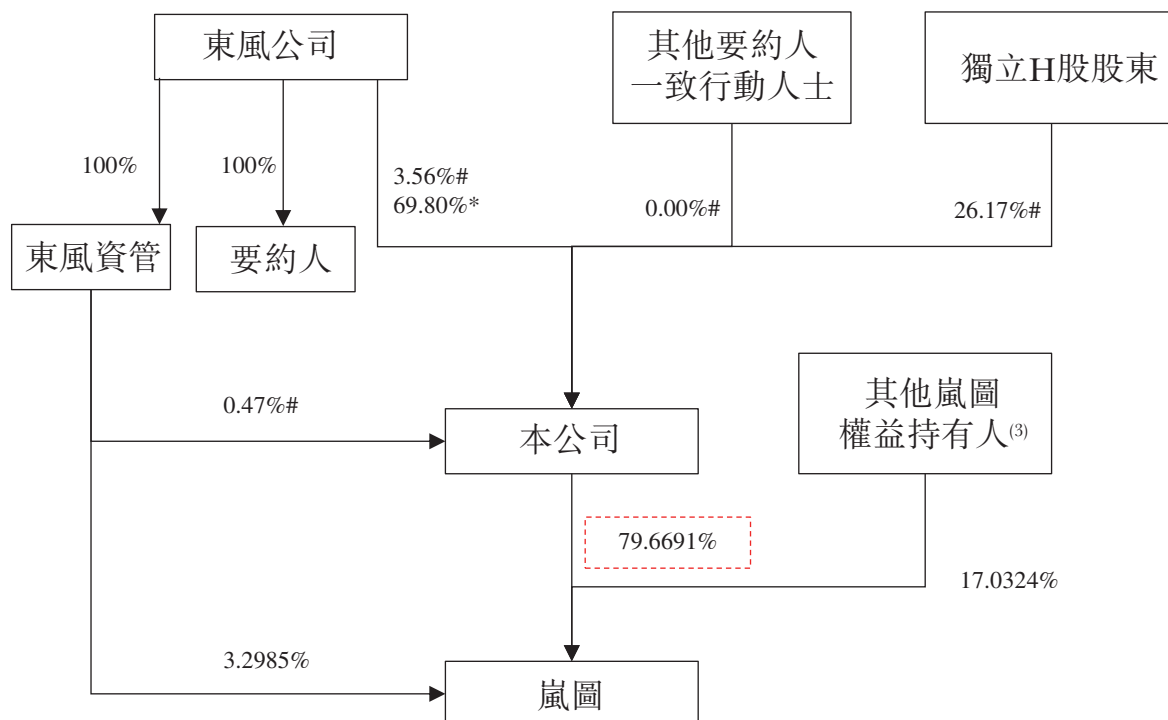 東風公司
其他要約人
一致行動人士
獨立H股股東
100%
100%
3.56%#
69.80%*
0.00%#
26.17%#
東風資管
要約人
0.47%#
本公司
其他嵐圖
權益持有人(3)
79.6691%
17.0324%
3.2985%
嵐圖